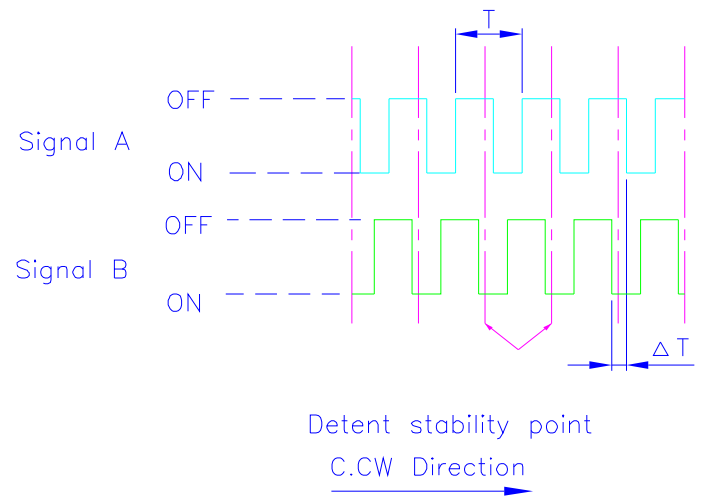 T
OFF
Signal A
ON
OFF
Signal B
ON
△ T
Detent stability point
C.CW Direction